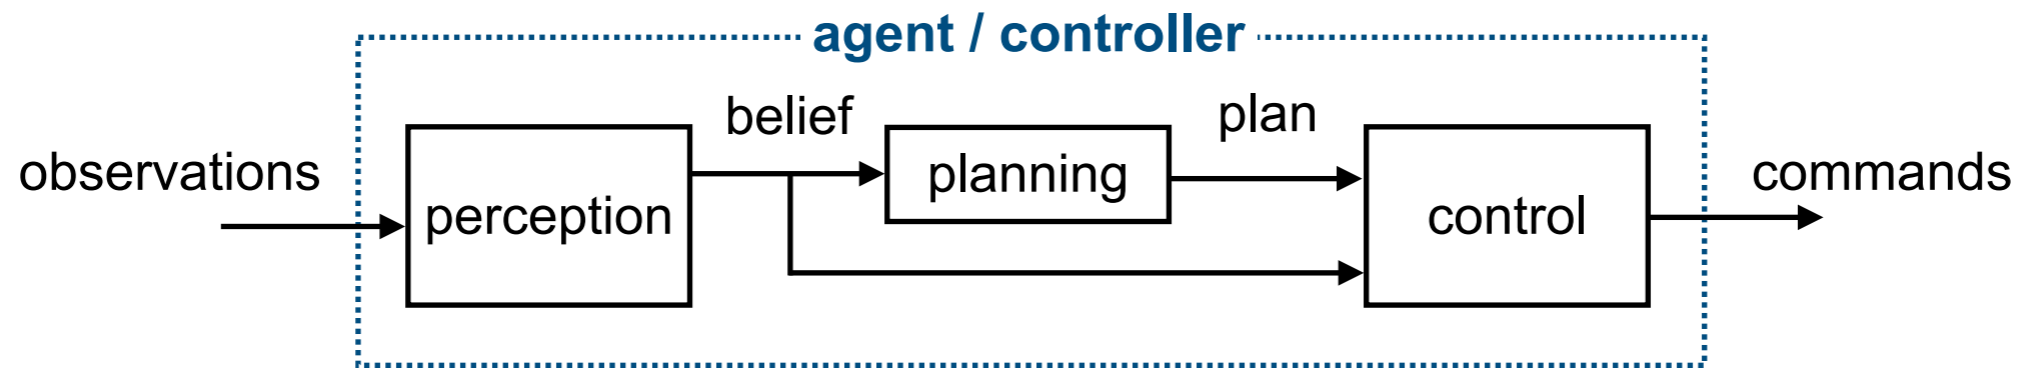 agent / controller
observations
perception
belief
planning
plan
control
commands